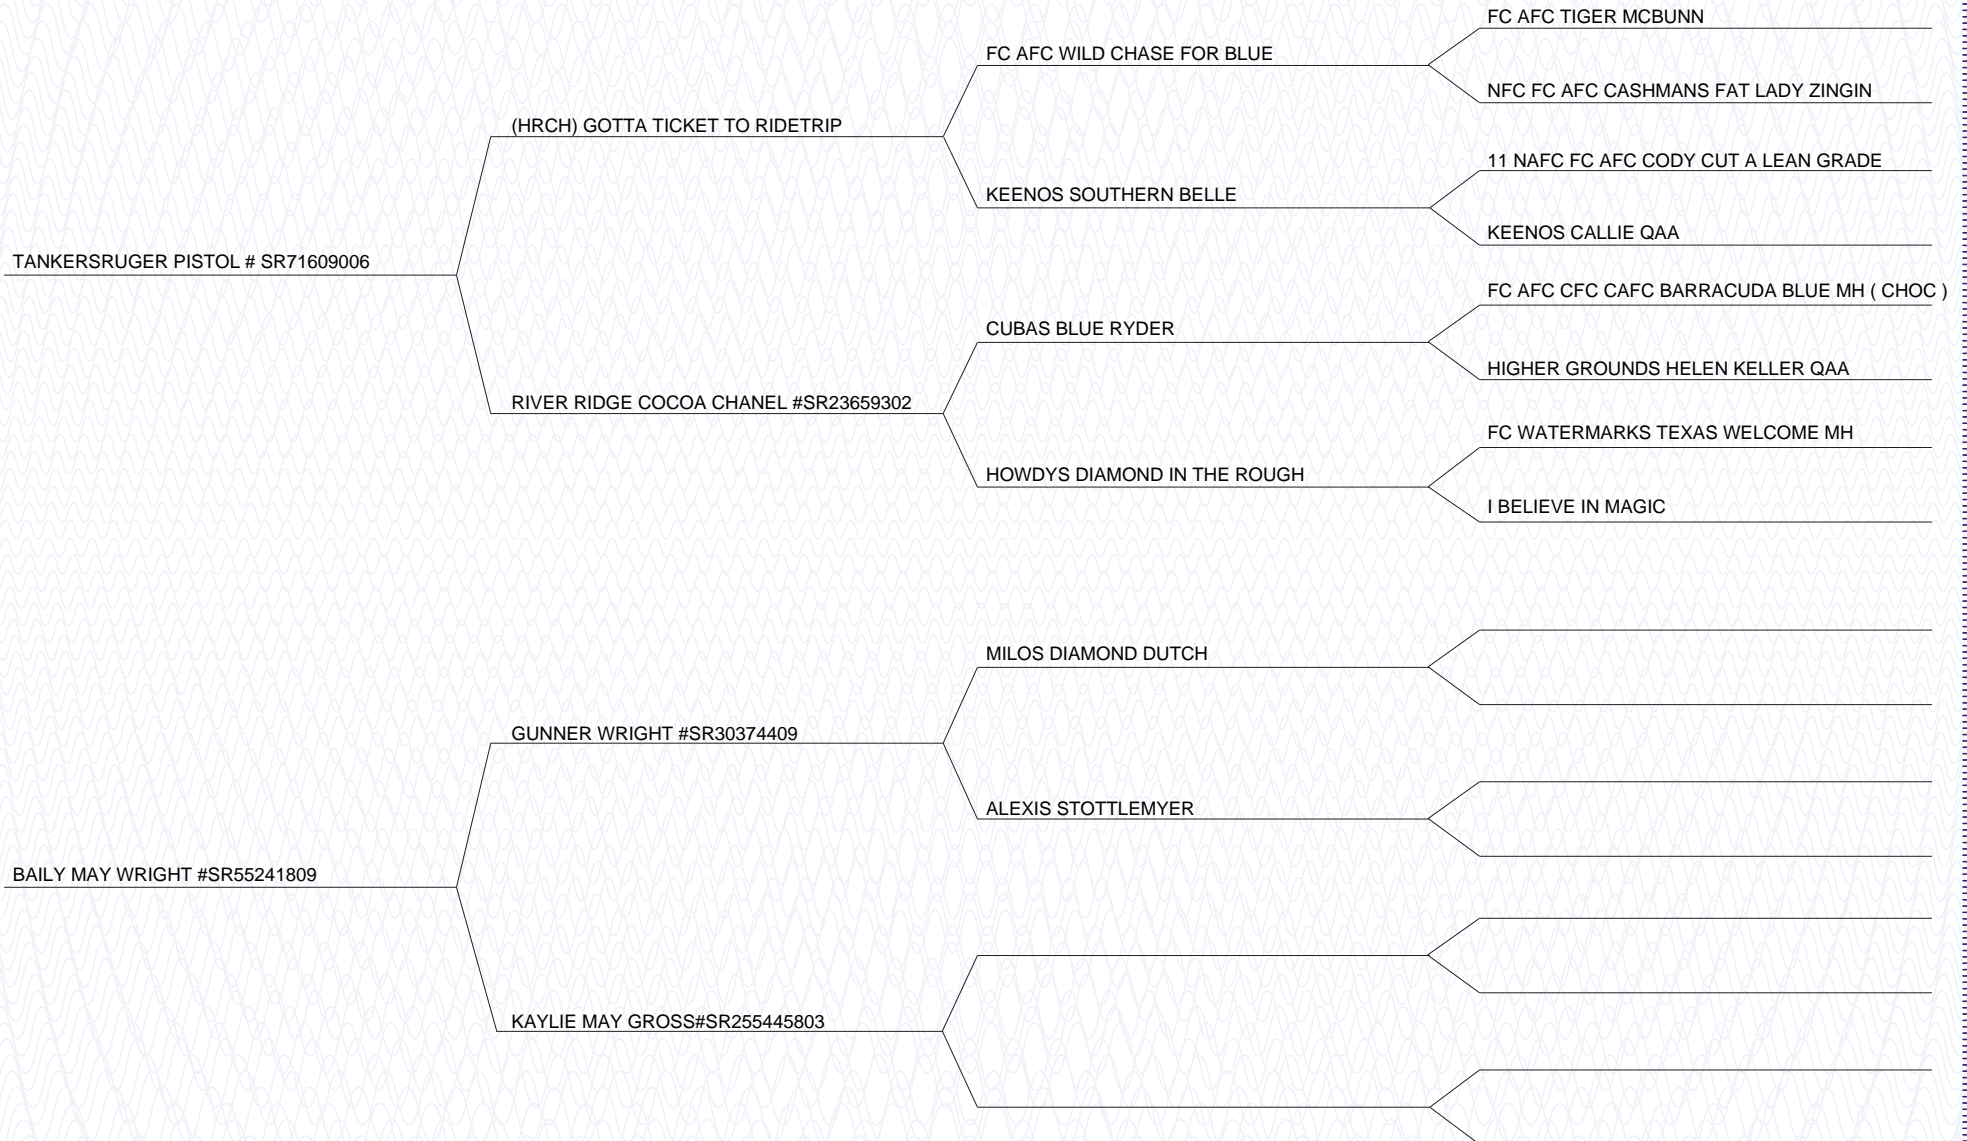 FC AFC TIGER MCBUNN
FC AFC WILD CHASE FOR BLUE
NFC FC AFC CASHMANS FAT LADY ZINGIN
(HRCH) GOTTA TICKET TO RIDETRIP
11 NAFC FC AFC CODY CUT A LEAN GRADE
KEENOS SOUTHERN BELLE
KEENOS CALLIE QAA
TANKERSRUGER PISTOL # SR71609006
FC AFC CFC CAFC BARRACUDA BLUE MH ( CHOC )
CUBAS BLUE RYDER
HIGHER GROUNDS HELEN KELLER QAA
RIVER RIDGE COCOA CHANEL #SR23659302
FC WATERMARKS TEXAS WELCOME MH
HOWDYS DIAMOND IN THE ROUGH
I BELIEVE IN MAGIC
MILOS DIAMOND DUTCH
GUNNER WRIGHT #SR30374409
ALEXIS STOTTLEMYER
BAILY MAY WRIGHT #SR55241809
KAYLIE MAY GROSS#SR255445803